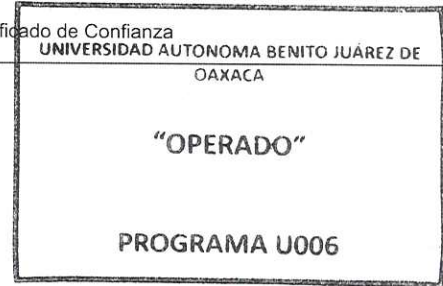 ficado de Confianza
UNIVERSIDAD AUTONOMA BENITO JUÁREZ DE
OAXACA
"OPERADO"
PROGRAMA U006